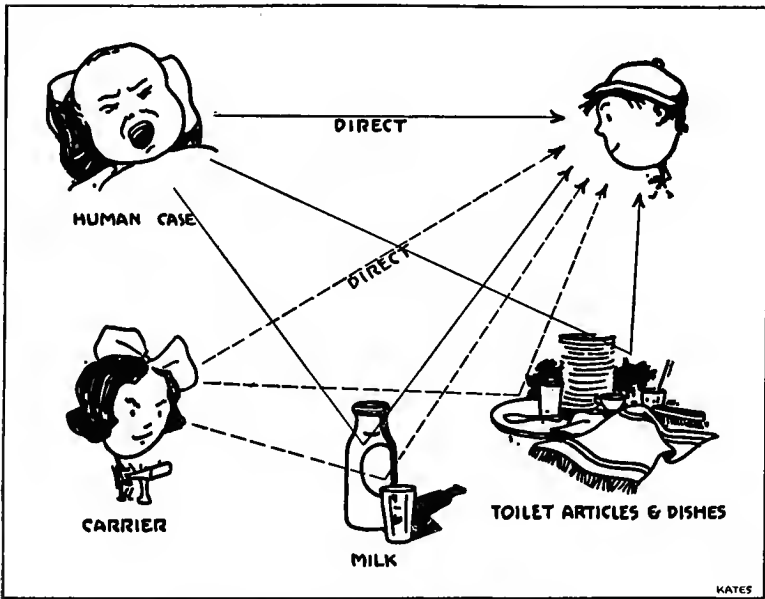 DIRECT
HUMAN CASE
DIRECT
CARRIER
MILK
TOILET ARTICLES & DISHES
KATES